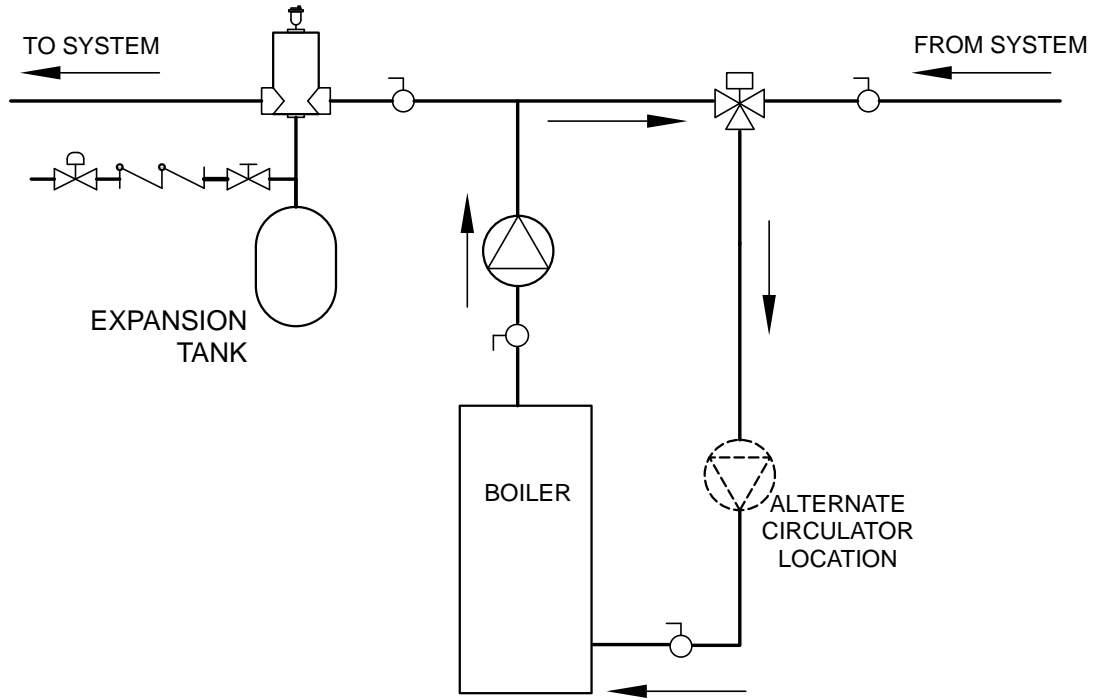 TO SYSTEM
FROM SYSTEM
EXPANSION
TANK
BOILER
ALTERNATE
CIRCULATOR
LOCATION